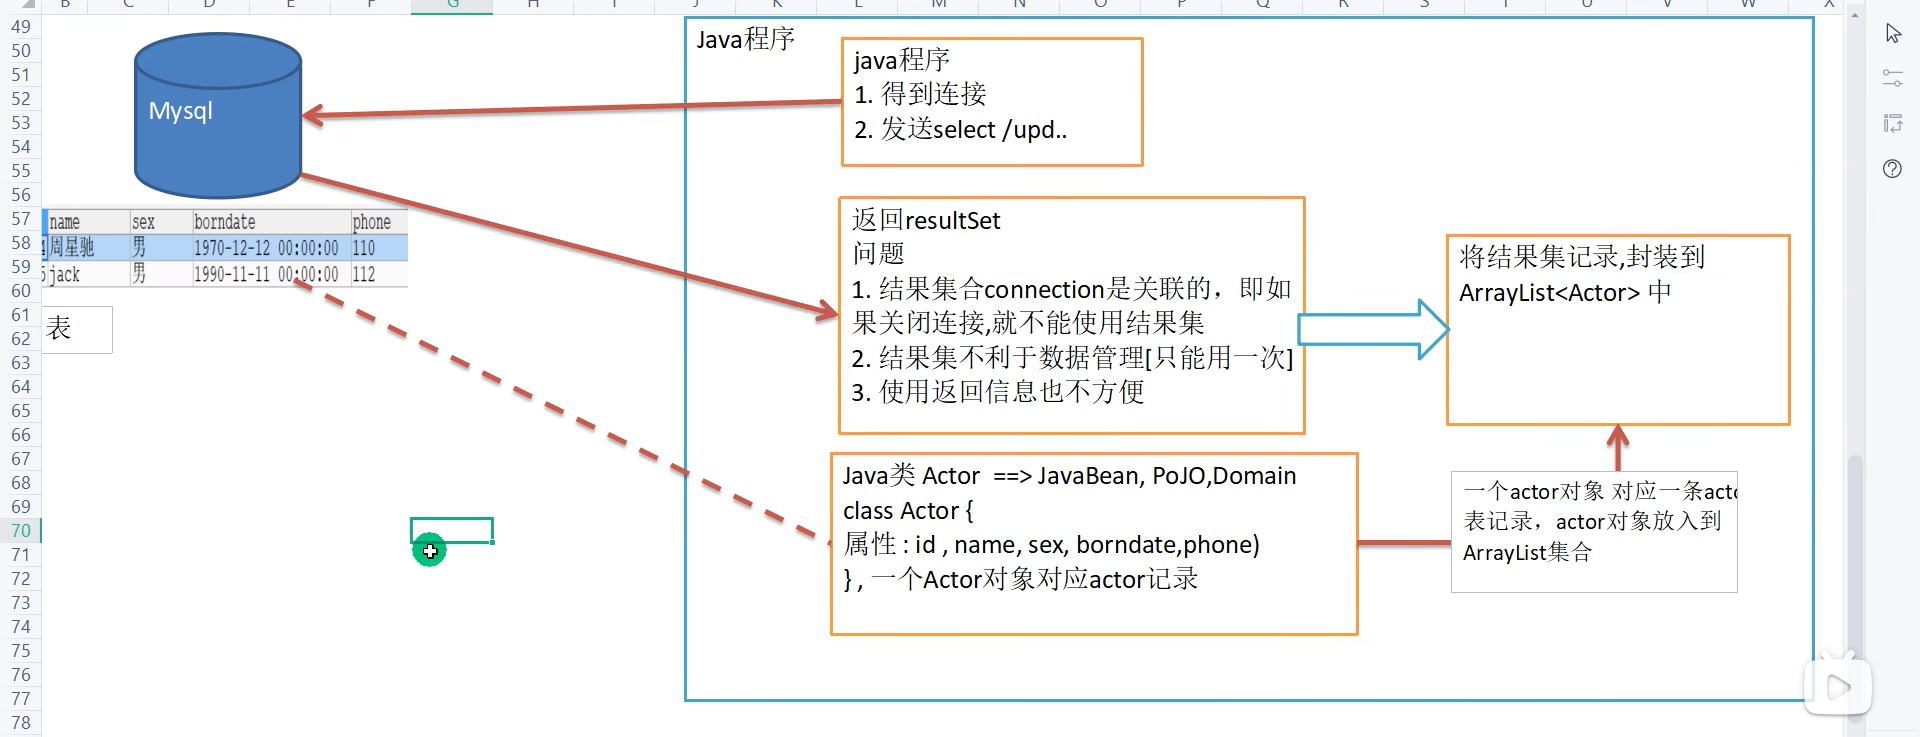 B C D E F G H I J K L M N O P Q R S T U V W X
49
50
51
52
53
54
55
56
57
58
59
60
61
62
63
64
65
66
67
68
69
70
71
72
73
74
75
76
77
78
Mysql
name sex borndate phone
4 周星驰 男 1970-12-12 00:00:00 110
5 jack 男 1990-11-11 00:00:00 112
表
Java程序
java程序
1. 得到连接
2. 发送select /upd..
返回resultSet
问题
1. 结果集合connection是关联的，即如
果关闭连接,就不能使用结果集
2. 结果集不利于数据管理[只能用一次]
3. 使用返回信息也不方便
将结果集记录,封装到
ArrayList<Actor> 中
Java类 Actor ==> JavaBean, PoJO,Domain
class Actor {
属性 : id , name, sex, borndate,phone)
} , 一个Actor对象对应actor记录
一个actor对象 对应一条acto
表记录，actor对象放入到
ArrayList集合